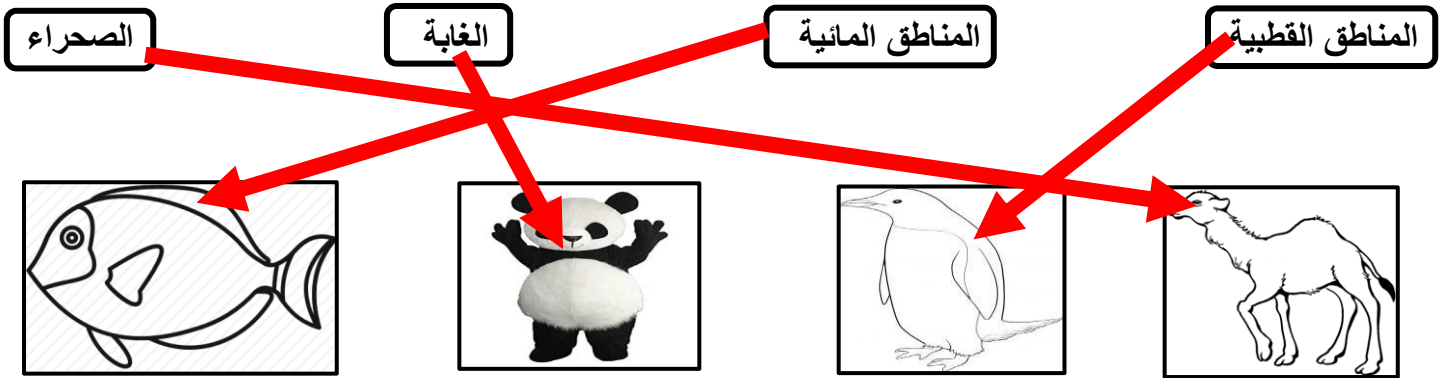 المناطق القطبية
المناطق المائية
الغابة
الصحراء